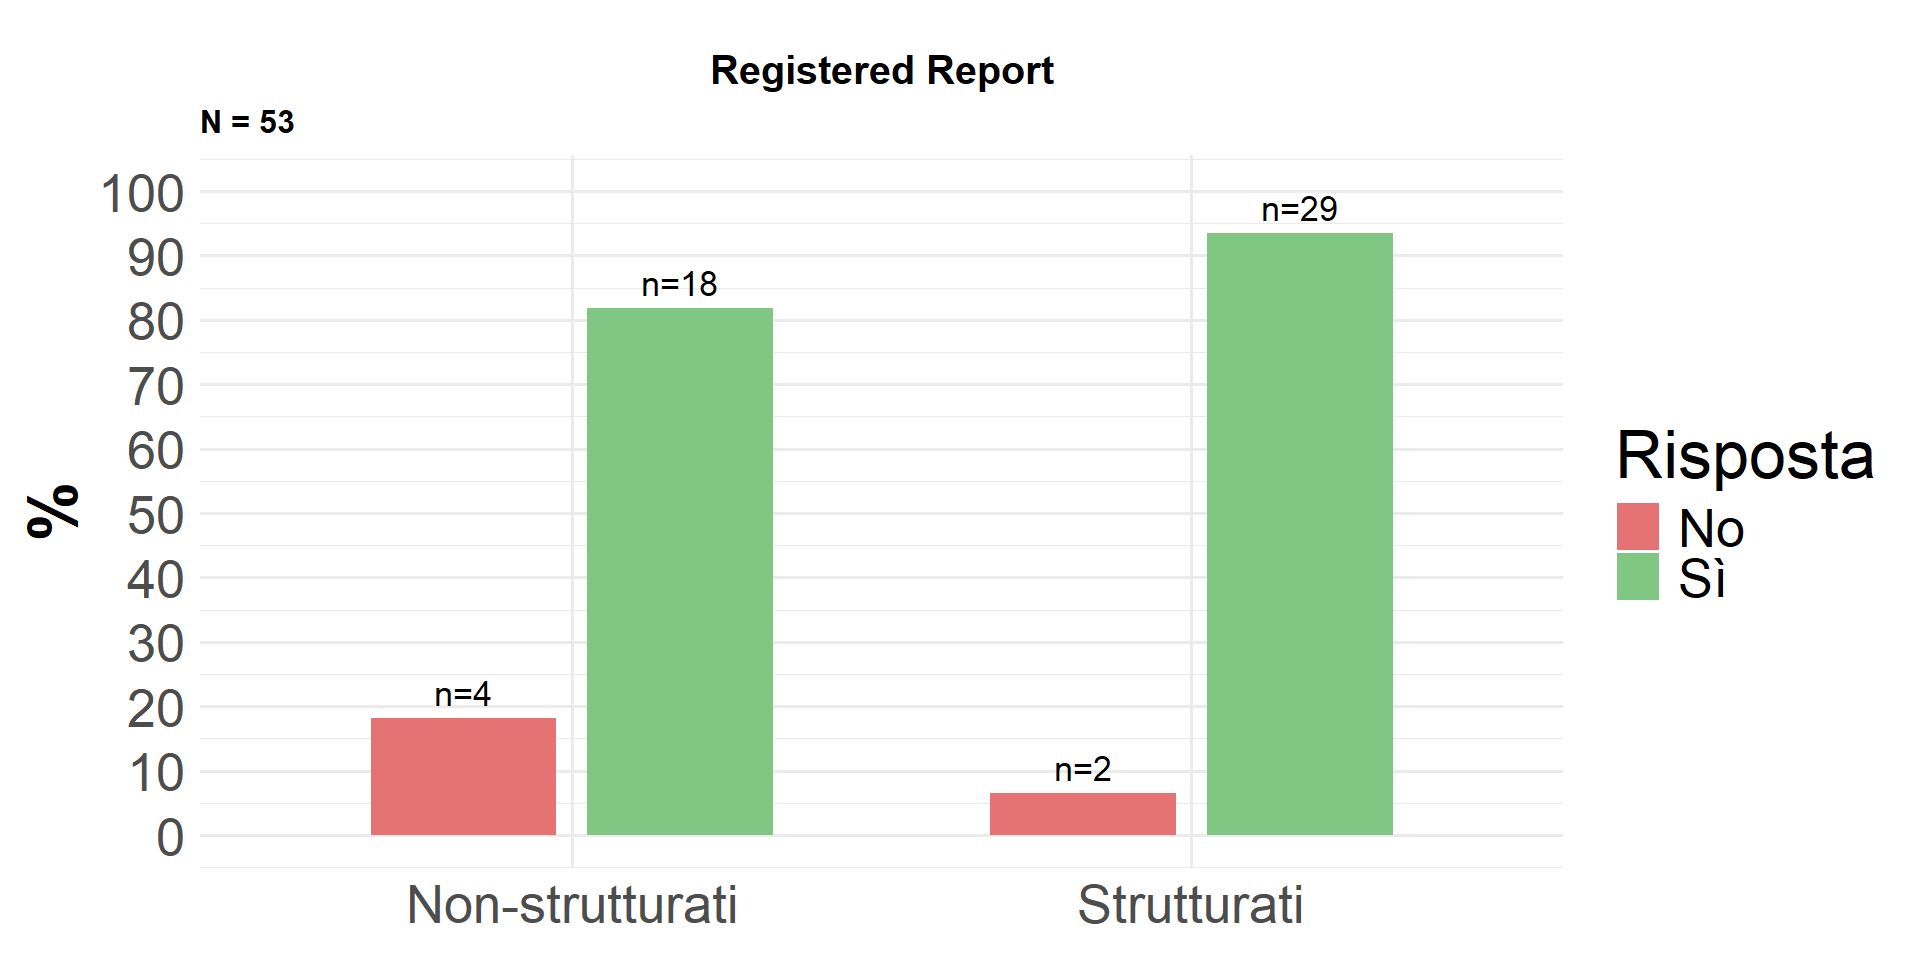 Registered Report
N = 53
100
90
80
70
60
50
40
30
20
10
0
%
n=4
n=18
n=2
n=29
Non-strutturati
Strutturati
Risposta
No
Sì